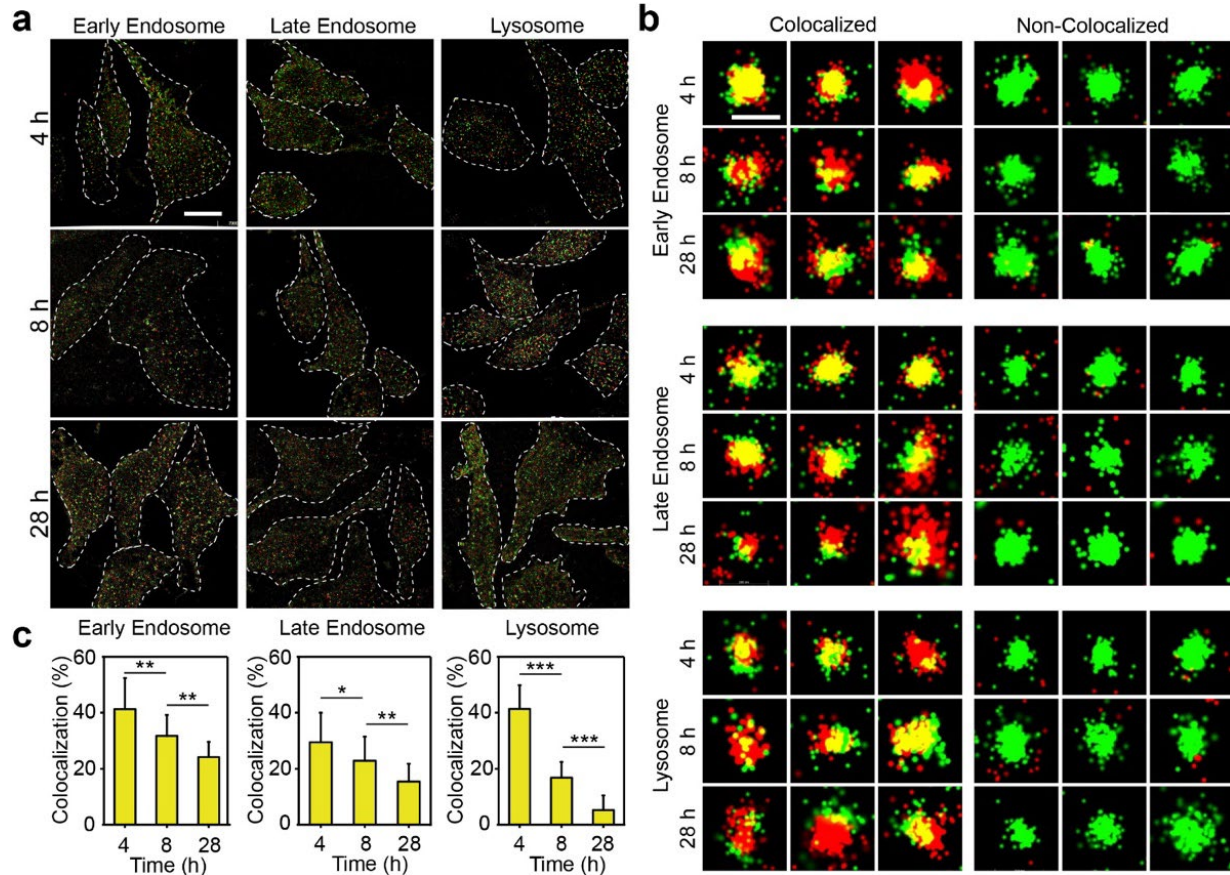 a
Early Endosome
Late Endosome
Lysosome
4 h
8 h
28 h
b
Colocalized
Non-Colocalized
Early Endosome
4 h
8 h
28 h
Late Endosome
4 h
8 h
28 h
Lysosome
4 h
8 h
28 h
c
Early Endosome
Colocalization (%)
60
40
20
0
**
**
4 8 28
Time (h)
Late Endosome
Colocalization (%)
60
40
20
0
*
**
4 8 28
Time (h)
Lysosome
Colocalization (%)
60
40
20
0
***
***
4 8 28
Time (h)